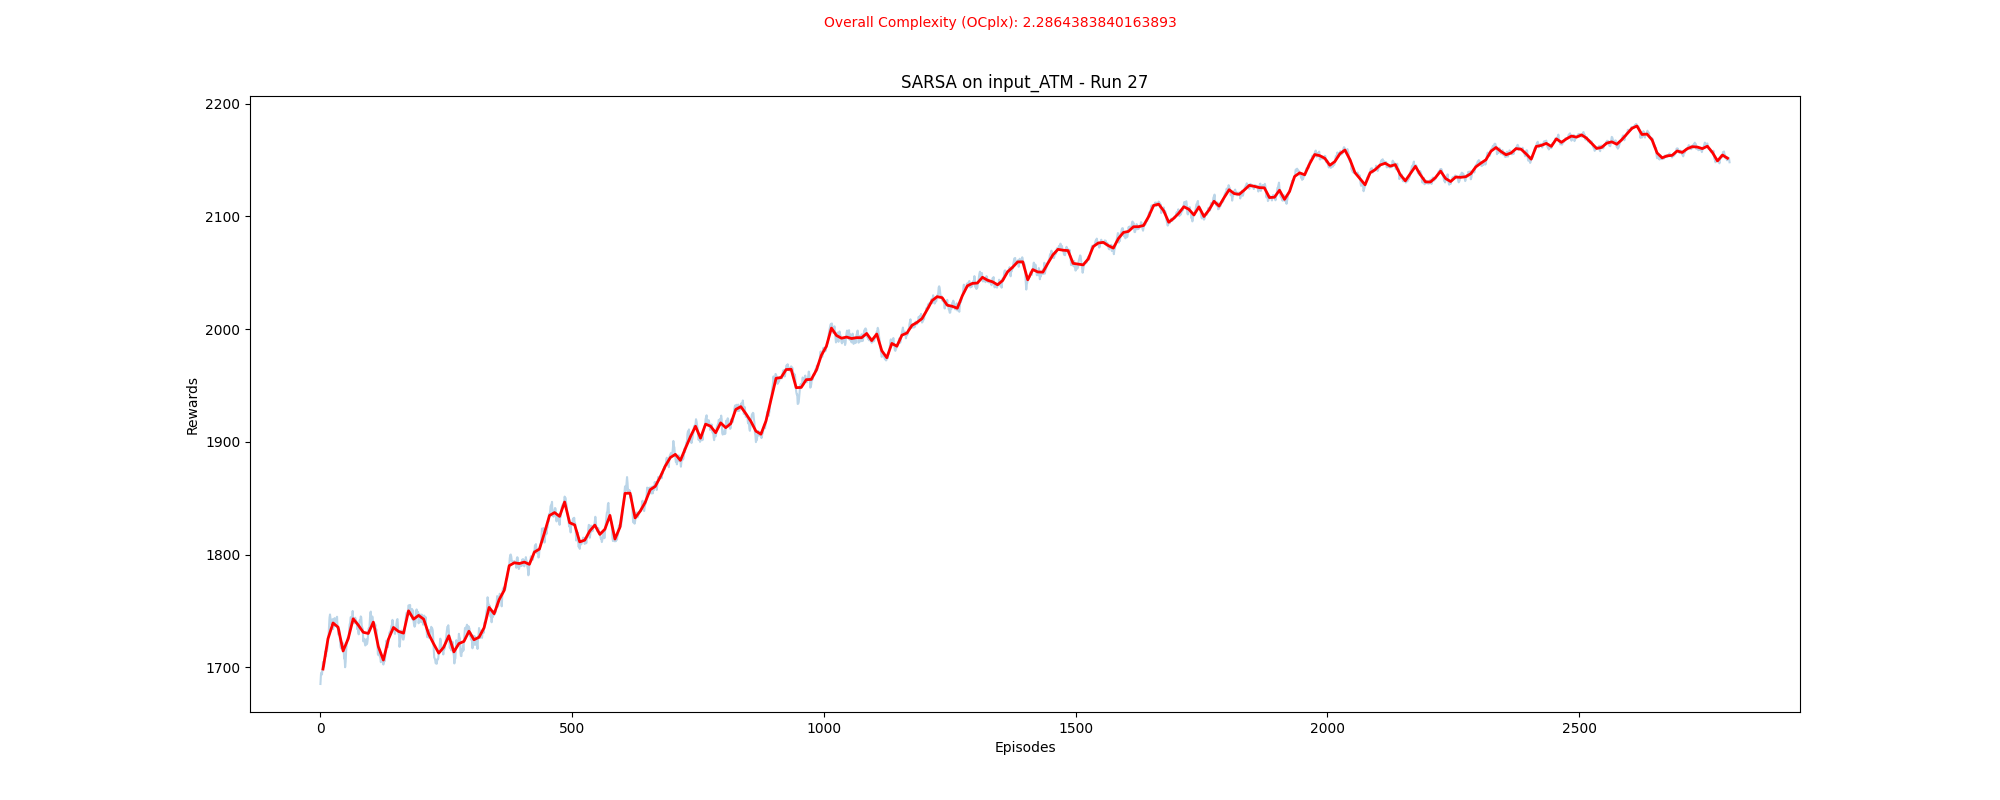 Overall Complexity (OCplx): 2.2864383840163893
SARSA on input_ATM - Run 27
2200
2100
2000
1900
1800
1700
Rewards
0 500 1000 1500 2000 2500
Episodes